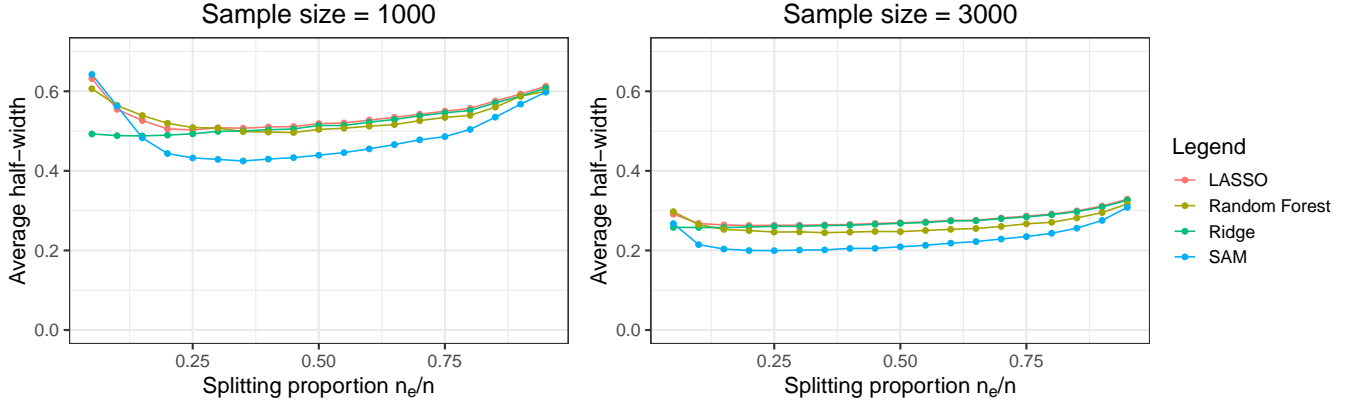 Sample size = 1000
Sample size = 3000
Average half−width
0.6
0.4
0.2
0.0
0.25
0.50
0.75
Splitting proportion nₑ/n
Average half−width
0.6
0.4
0.2
0.0
0.25
0.50
0.75
Splitting proportion nₑ/n
Legend
LASSO
Random Forest
Ridge
SAM